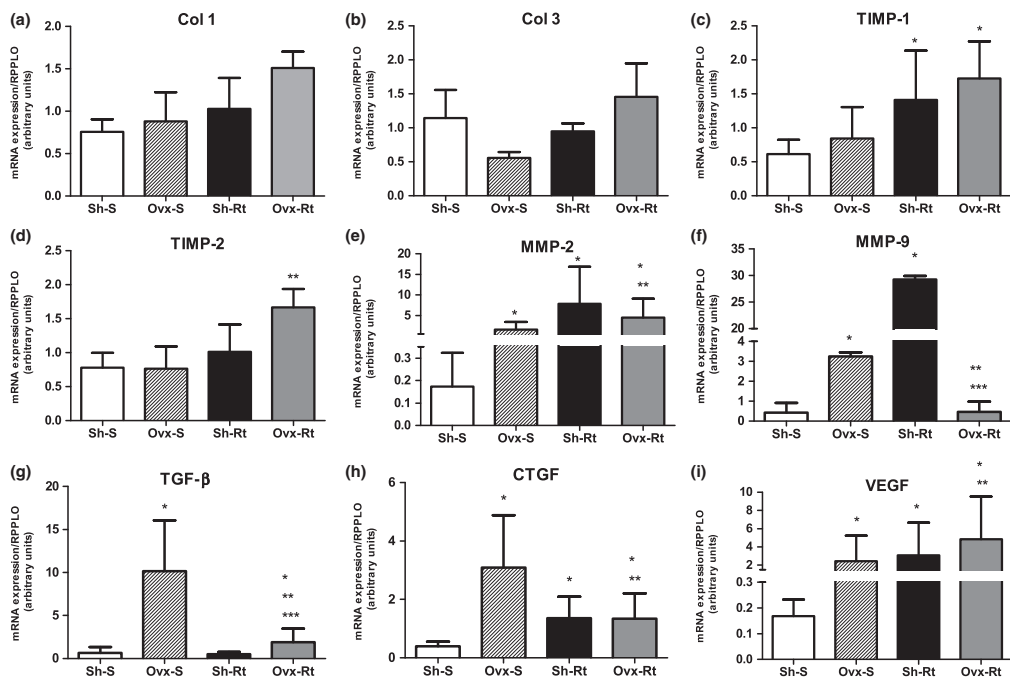 (a)
Col 1
mRNA expression/RPPLO
(arbitrary units)
2.0
1.5
1.0
0.5
0.0
Sh-S Ovx-S Sh-Rt Ovx-Rt
(b)
Col 3
mRNA expression/RPPLO
(arbitrary units)
2.5
2.0
1.5
1.0
0.5
0.0
Sh-S Ovx-S Sh-Rt Ovx-Rt
(c)
TIMP-1
mRNA expression/RPPLO
(arbitrary units)
2.5
2.0
1.5
1.0
0.5
0.0
* *
Sh-S Ovx-S Sh-Rt Ovx-Rt
(d)
TIMP-2
mRNA expression/RPPLO
(arbitrary units)
2.5
2.0
1.5
1.0
0.5
0.0
**
Sh-S Ovx-S Sh-Rt Ovx-Rt
(e)
MMP-2
mRNA expression/RPPLO
(arbitrary units)
20
15
10
5
0.3
0.2
0.1
0.0
* * *
**
Sh-S Ovx-S Sh-Rt Ovx-Rt
(f)
MMP-9
mRNA expression/RPPLO
(arbitrary units)
35
30
25
20
4
3
2
1
0
* *
**
***
Sh-S Ovx-S Sh-Rt Ovx-Rt
(g)
TGF-β
mRNA expression/RPPLO
(arbitrary units)
20
15
10
5
0
* *
**
***
Sh-S Ovx-S Sh-Rt Ovx-Rt
(h)
CTGF
mRNA expression/RPPLO
(arbitrary units)
6
4
2
0
* * *
**
Sh-S Ovx-S Sh-Rt Ovx-Rt
(i)
VEGF
mRNA expression/RPPLO
(arbitrary units)
10
8
6
4
2
0.3
0.2
0.1
0.0
* * *
**
Sh-S Ovx-S Sh-Rt Ovx-Rt